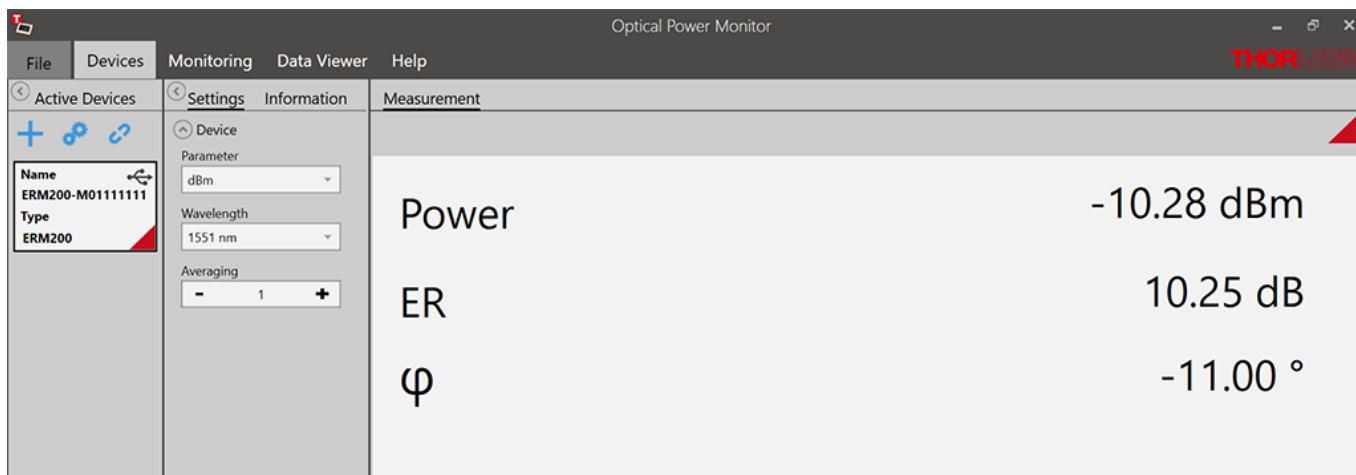 Optical Power Monitor
File Devices Monitoring Data Viewer Help
THORLABS
Active Devices
Settings Information
Measurement
Device
Name
ERM200-M01111111
Type
ERM200
Parameter
dBm
Wavelength
1551 nm
Averaging
- 1 +
Power -10.28 dBm
ER 10.25 dB
φ -11.00 °